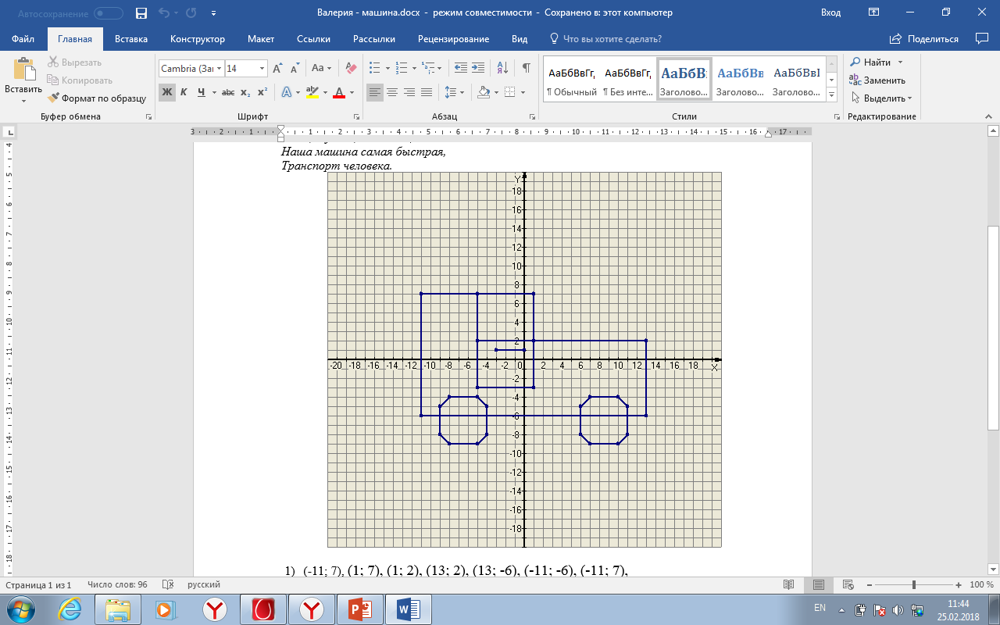 Автосохранение
Валерия - машина.docx - режим совместимости - Сохранено в: этот компьютер
Вход
Файл Главная Вставка Конструктор Макет Ссылки Рассылки Рецензирование Вид Что вы хотите сделать? Поделиться
Вставить
Вырезать
Копировать
Формат по образцу
Буфер обмена
Cambria (Заг 14
Ж К Ч abc x₂ x²
Шрифт
Абзац
АаБбВвГг, АаБбВвГг, АаБбВ АаБбВв АаБбВвІ
¶ Обычный ¶ Без инте... Заголово... Заголово... Заголово...
Стили
Найти
Заменить
Выделить
Редактирование
3 2 1 1 2 3 4 5 6 7 8 9 10 11 12 13 14 15 16 17
Наша машина самая быстрая,
Транспорт человека.
Y
18
16
14
12
10
8
6
4
2
-20 -18 -16 -14 -12 -10 -8 -6 -4 -2 0 2 4 6 8 10 12 14 16 18 X
-2
-4
-6
-8
-10
-12
-14
-16
-18
1) (-11; 7), (1; 7), (1; 2), (13; 2), (13; -6), (-11; -6), (-11; 7),
Страница 1 из 1 Число слов: 96 русский 100 %
EN 11:44
25.02.2018